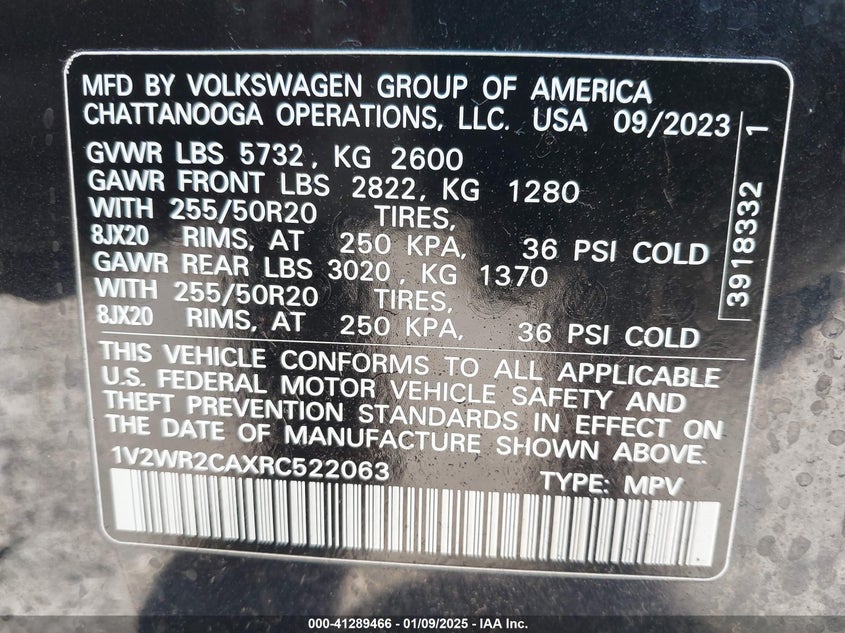 MFD BY VOLKSWAGEN GROUP OF AMERICA
CHATTANOOGA OPERATIONS, LLC. USA 09/2023
GVWR LBS 5732, KG 2600
GAWR FRONT LBS 2822, KG 1280
WITH 255/50R20 TIRES,
8JX20 RIMS, AT 250 KPA, 36 PSI COLD
GAWR REAR LBS 3020, KG 1370
WITH 255/50R20 TIRES,
8JX20 RIMS, AT 250 KPA, 36 PSI COLD
THIS VEHICLE CONFORMS TO ALL APPLICABLE
U.S. FEDERAL MOTOR VEHICLE SAFETY AND
THEFT PREVENTION STANDARDS IN EFFECT ON
THE DATE OF MANUFACTURE SHOWN ABOVE.
1V2WR2CAXRC522063 TYPE: MPV
3918332 1
000-41289466 - 01/09/2025 - IAA Inc.